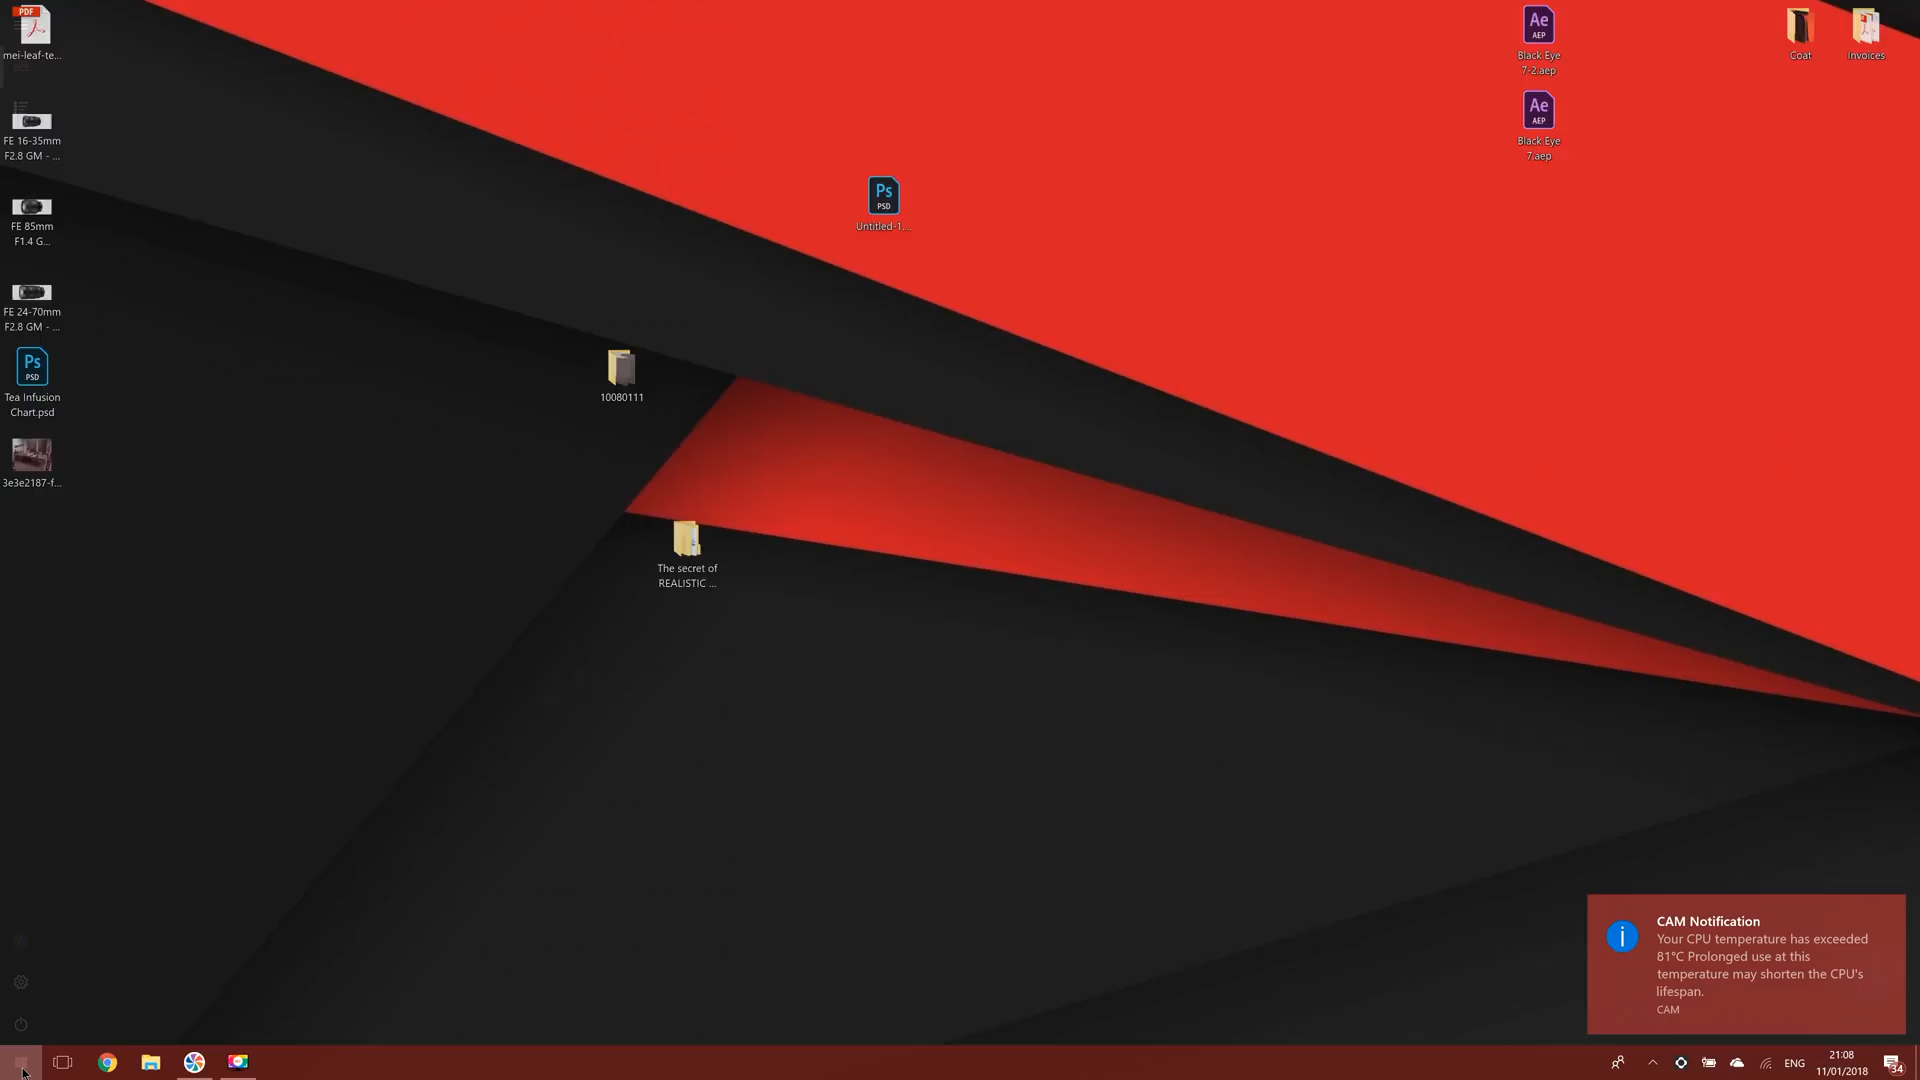 PDF
mei-leaf-te...
FE 16-35mm
F2.8 GM - ...
FE 85mm
F1.4 G...
FE 24-70mm
F2.8 GM - ...
Ps
PSD
Tea Infusion
Chart.psd
3e3e2187-f...
10080111
The secret of
REALISTIC ...
Ps
PSD
Untitled-1....
Ae
AEP
Black Eye
7-2.aep
Ae
AEP
Black Eye
7.aep
Coat
Invoices
CAM Notification
Your CPU temperature has exceeded
81°C Prolonged use at this
temperature may shorten the CPU's
lifespan.
CAM
ENG
21:08
11/01/2018
34